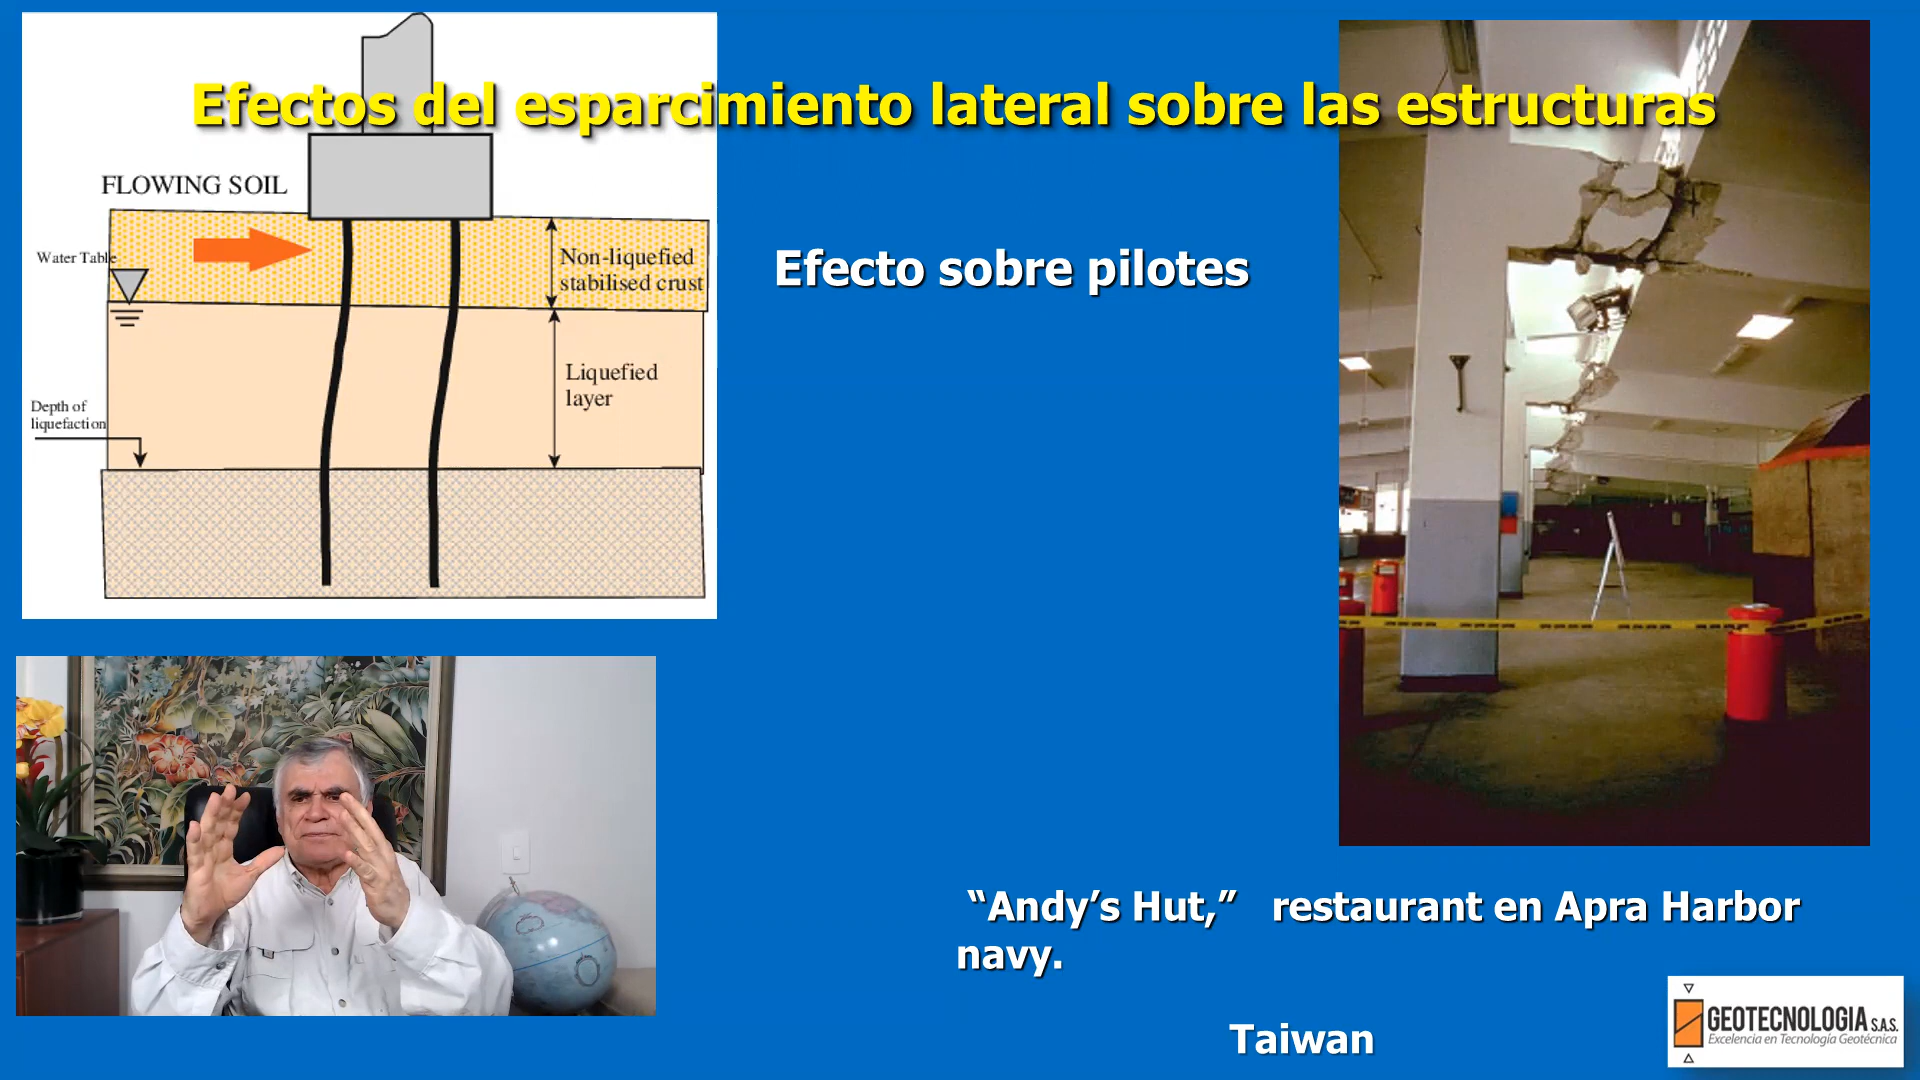 Efectos del esparcimiento lateral sobre las estructuras
FLOWING SOIL
Water Table
Non-liquefied
stabilised crust
Liquefied
layer
Depth of
liquefaction
Efecto sobre pilotes
“Andy’s Hut,” restaurant en Apra Harbor
navy.
Taiwan
GEOTECNOLOGIA S.A.S.
Excelencia en Tecnología Geotécnica